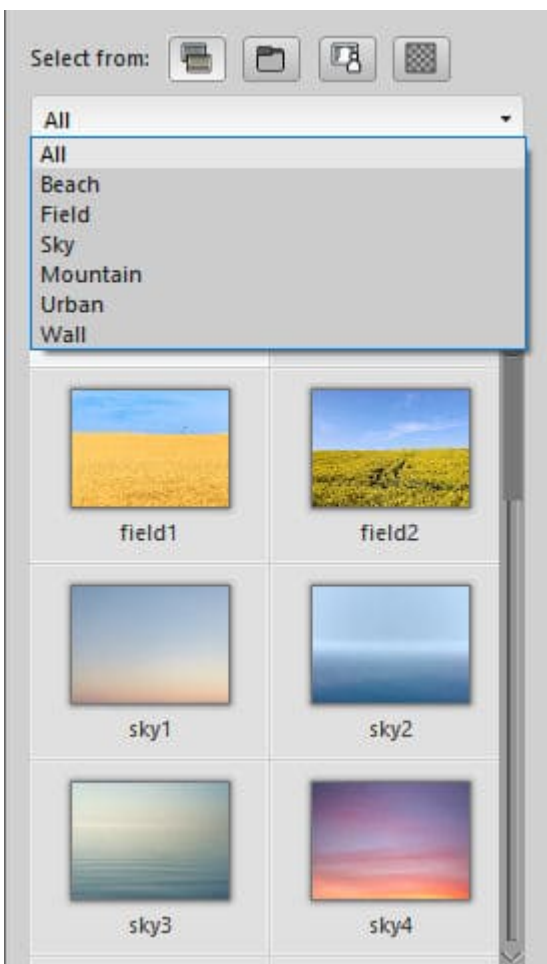 Select from:
All
All
Beach
Field
Sky
Mountain
Urban
Wall
field1 field2
sky1 sky2
sky3 sky4